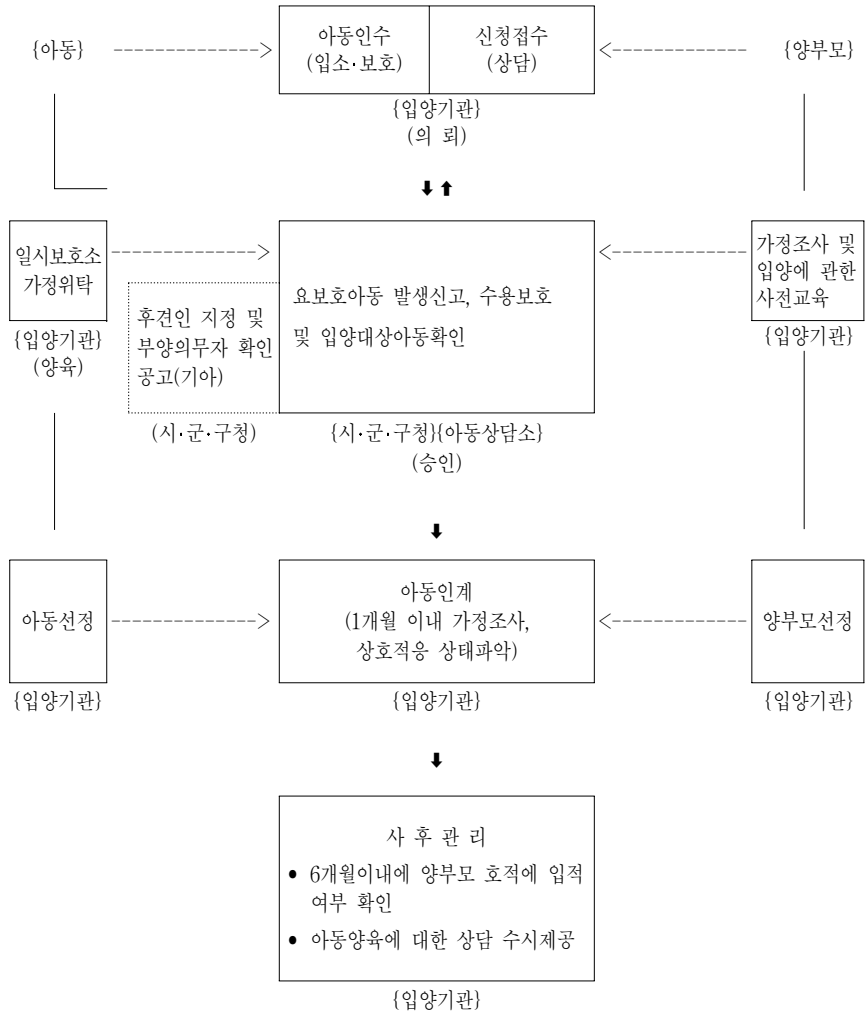 {아동}
아동인수
(입소·보호)
신청접수
(상담)
{양부모}
{입양기관}
(의 뢰)
일시보호소
가정위탁
{입양기관}
(양육)
후견인 지정 및
부양의무자 확인
공고(기아)
(시·군·구청)
요보호아동 발생신고, 수용보호
및 입양대상아동확인
{시·군·구청}{아동상담소}
(승인)
가정조사 및
입양에 관한
사전교육
{입양기관}
아동선정
{입양기관}
아동인계
(1개월 이내 가정조사,
상호적응 상태파악)
{입양기관}
양부모선정
{입양기관}
사 후 관 리
• 6개월이내에 양부모 호적에 입적
여부 확인
• 아동양육에 대한 상담 수시제공
{입양기관}